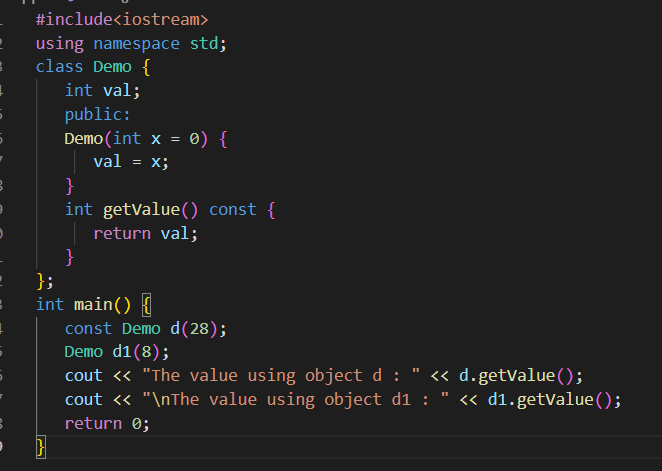 #include<iostream>
using namespace std;
class Demo {
int val;
public:
Demo(int x = 0) {
val = x;
}
int getValue() const {
return val;
}
};
int main() {
const Demo d(28);
Demo d1(8);
cout << "The value using object d : " << d.getValue();
cout << "\nThe value using object d1 : " << d1.getValue();
return 0;
}